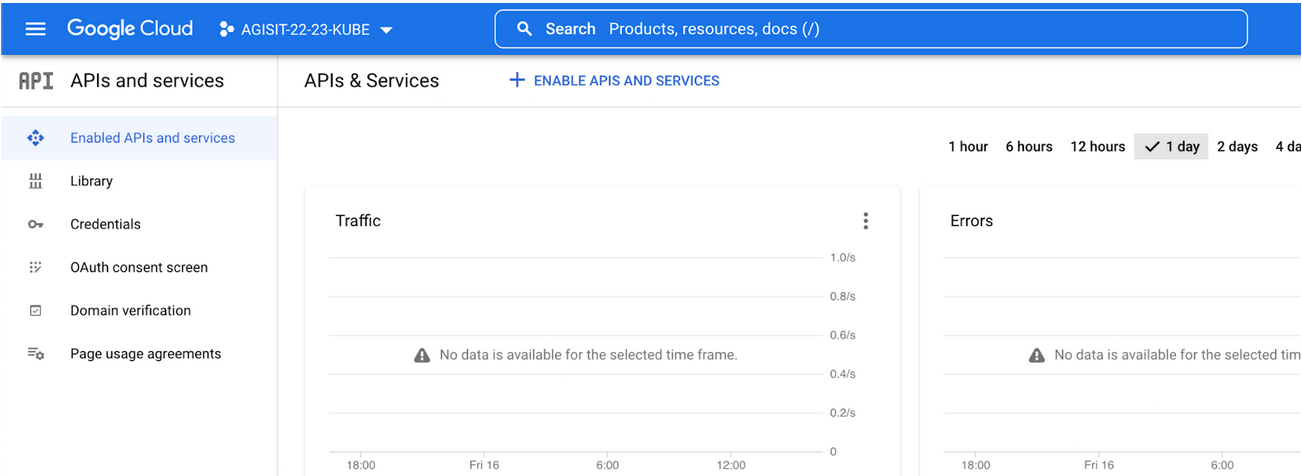 Google Cloud AGISIT-22-23-KUBE Search Products, resources, docs (/)
API APIs and services
APIs & Services
ENABLE APIS AND SERVICES
Enabled APIs and services
Library
Credentials
OAuth consent screen
Domain verification
Page usage agreements
1 hour 6 hours 12 hours 1 day 2 days 4 da
Traffic
1.0/s
0.8/s
0.6/s
No data is available for the selected time frame.
0.4/s
0.2/s
0
18:00 Fri 16 6:00 12:00
Errors
No data is available for the selected tim
18:00 Fri 16 6:00